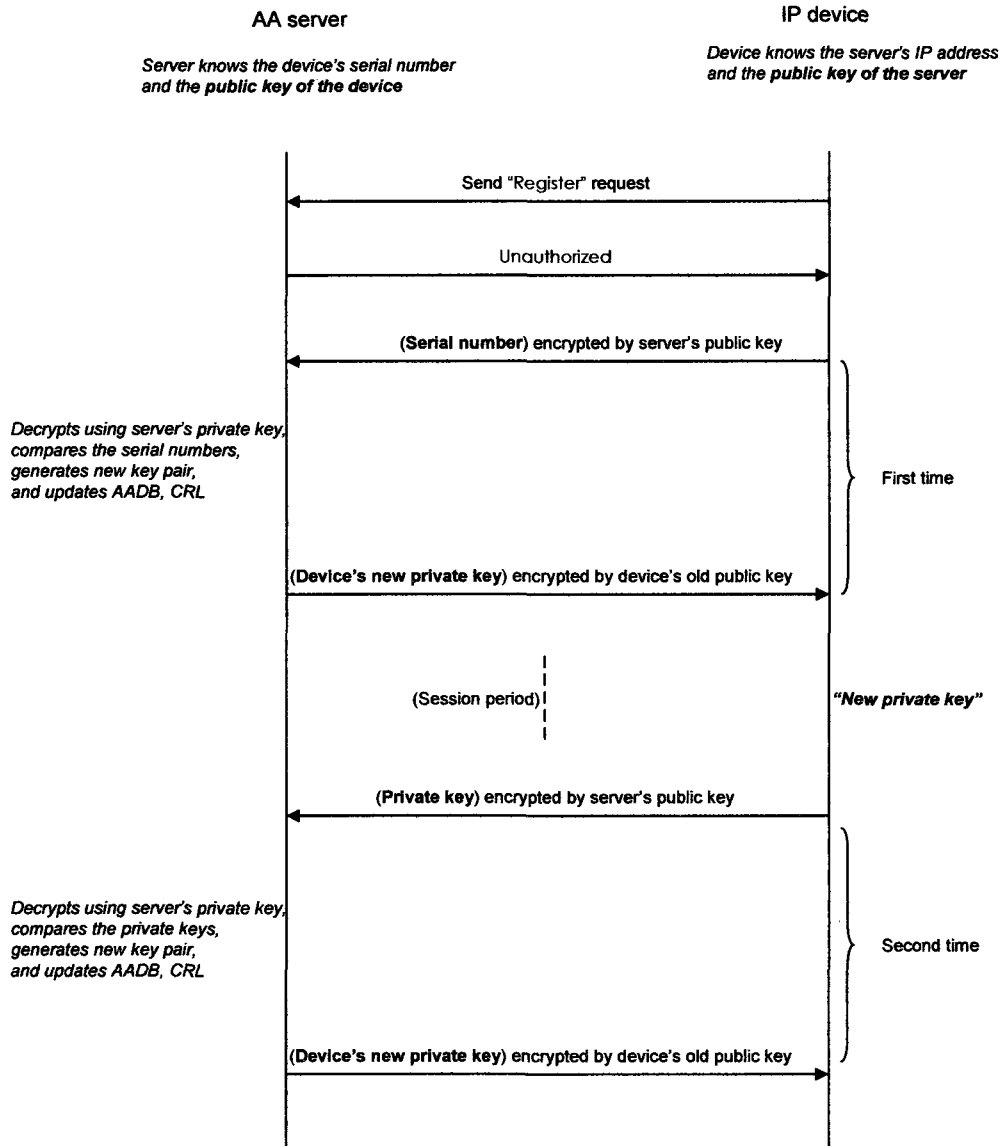 AA server
IP device
Server knows the device's serial number
and the public key of the device
Device knows the server's IP address
and the public key of the server
Send "Register" request
Unauthorized
(Serial number) encrypted by server's public key
Decrypts using server's private key,
compares the serial numbers,
generates new key pair,
and updates AADB, CRL
First time
(Device's new private key) encrypted by device's old public key
(Session period)
"New private key"
(Private key) encrypted by server's public key
Decrypts using server's private key,
compares the private keys,
generates new key pair,
and updates AADB, CRL
Second time
(Device's new private key) encrypted by device's old public key